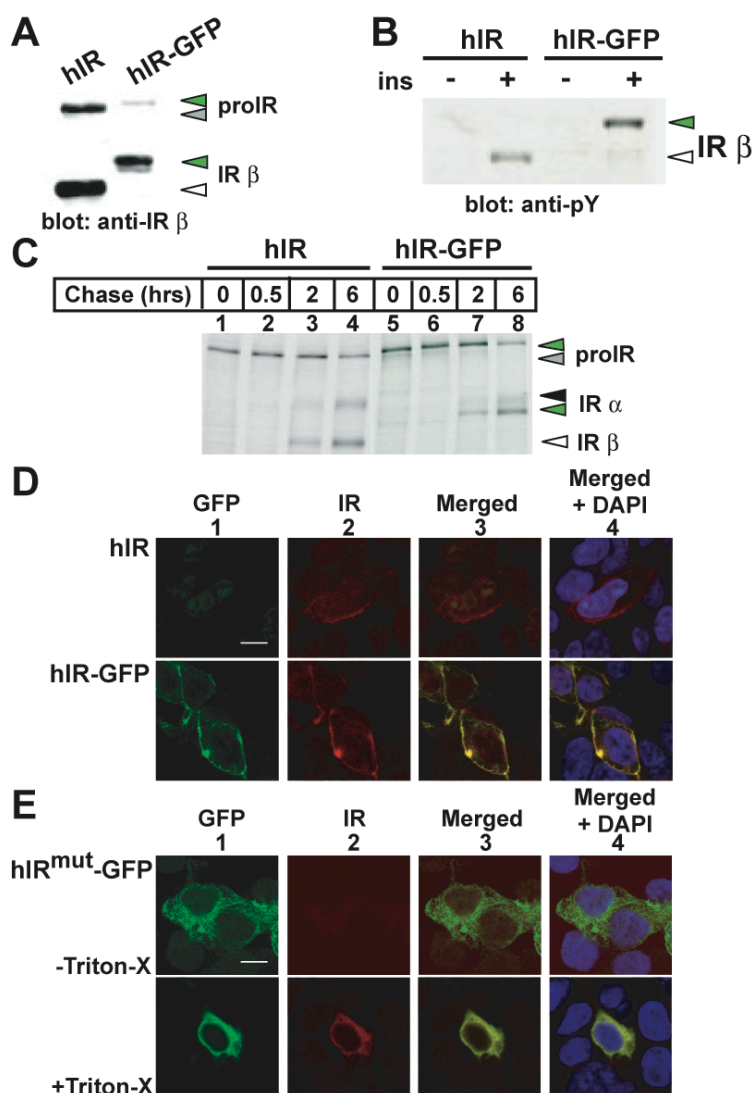 A
hIR hIR-GFP
proIR
IR β
blot: anti-IR β
B
hIR hIR-GFP
ins - + - +
IR β
blot: anti-pY
C
hIR hIR-GFP
Chase (hrs) 0 0.5 2 6 0 0.5 2 6
1 2 3 4 5 6 7 8
proIR
IR α
IR β
D
GFP IR Merged Merged + DAPI
1 2 3 4
hIR
hIR-GFP
E
GFP IR Merged Merged + DAPI
1 2 3 4
hIRmut-GFP
-Triton-X
+Triton-X